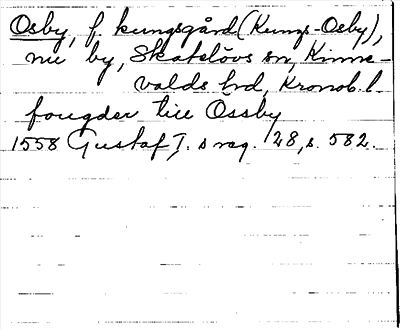 Osby, f. kungsgård (Kungs-Osby),
nu by, Skatelövs sn, Kinne-
valds hd, Kronob. l.
fougder till Ossby
1558 Gustaf I.s reg. 28, s. 582.